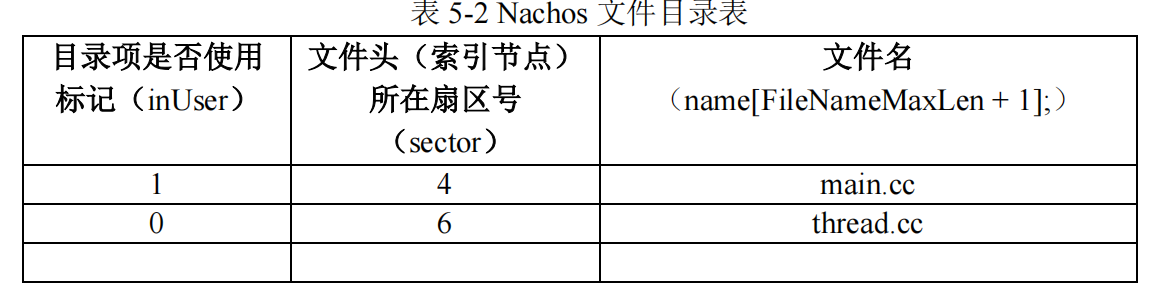 表 5-2 Nachos 文件目录表
目录项是否使用
标记（inUser）
文件头（索引节点）
所在扇区号
（sector）
文件名
（name[FileNameMaxLen + 1];）
1 4 main.cc
0 6 thread.cc